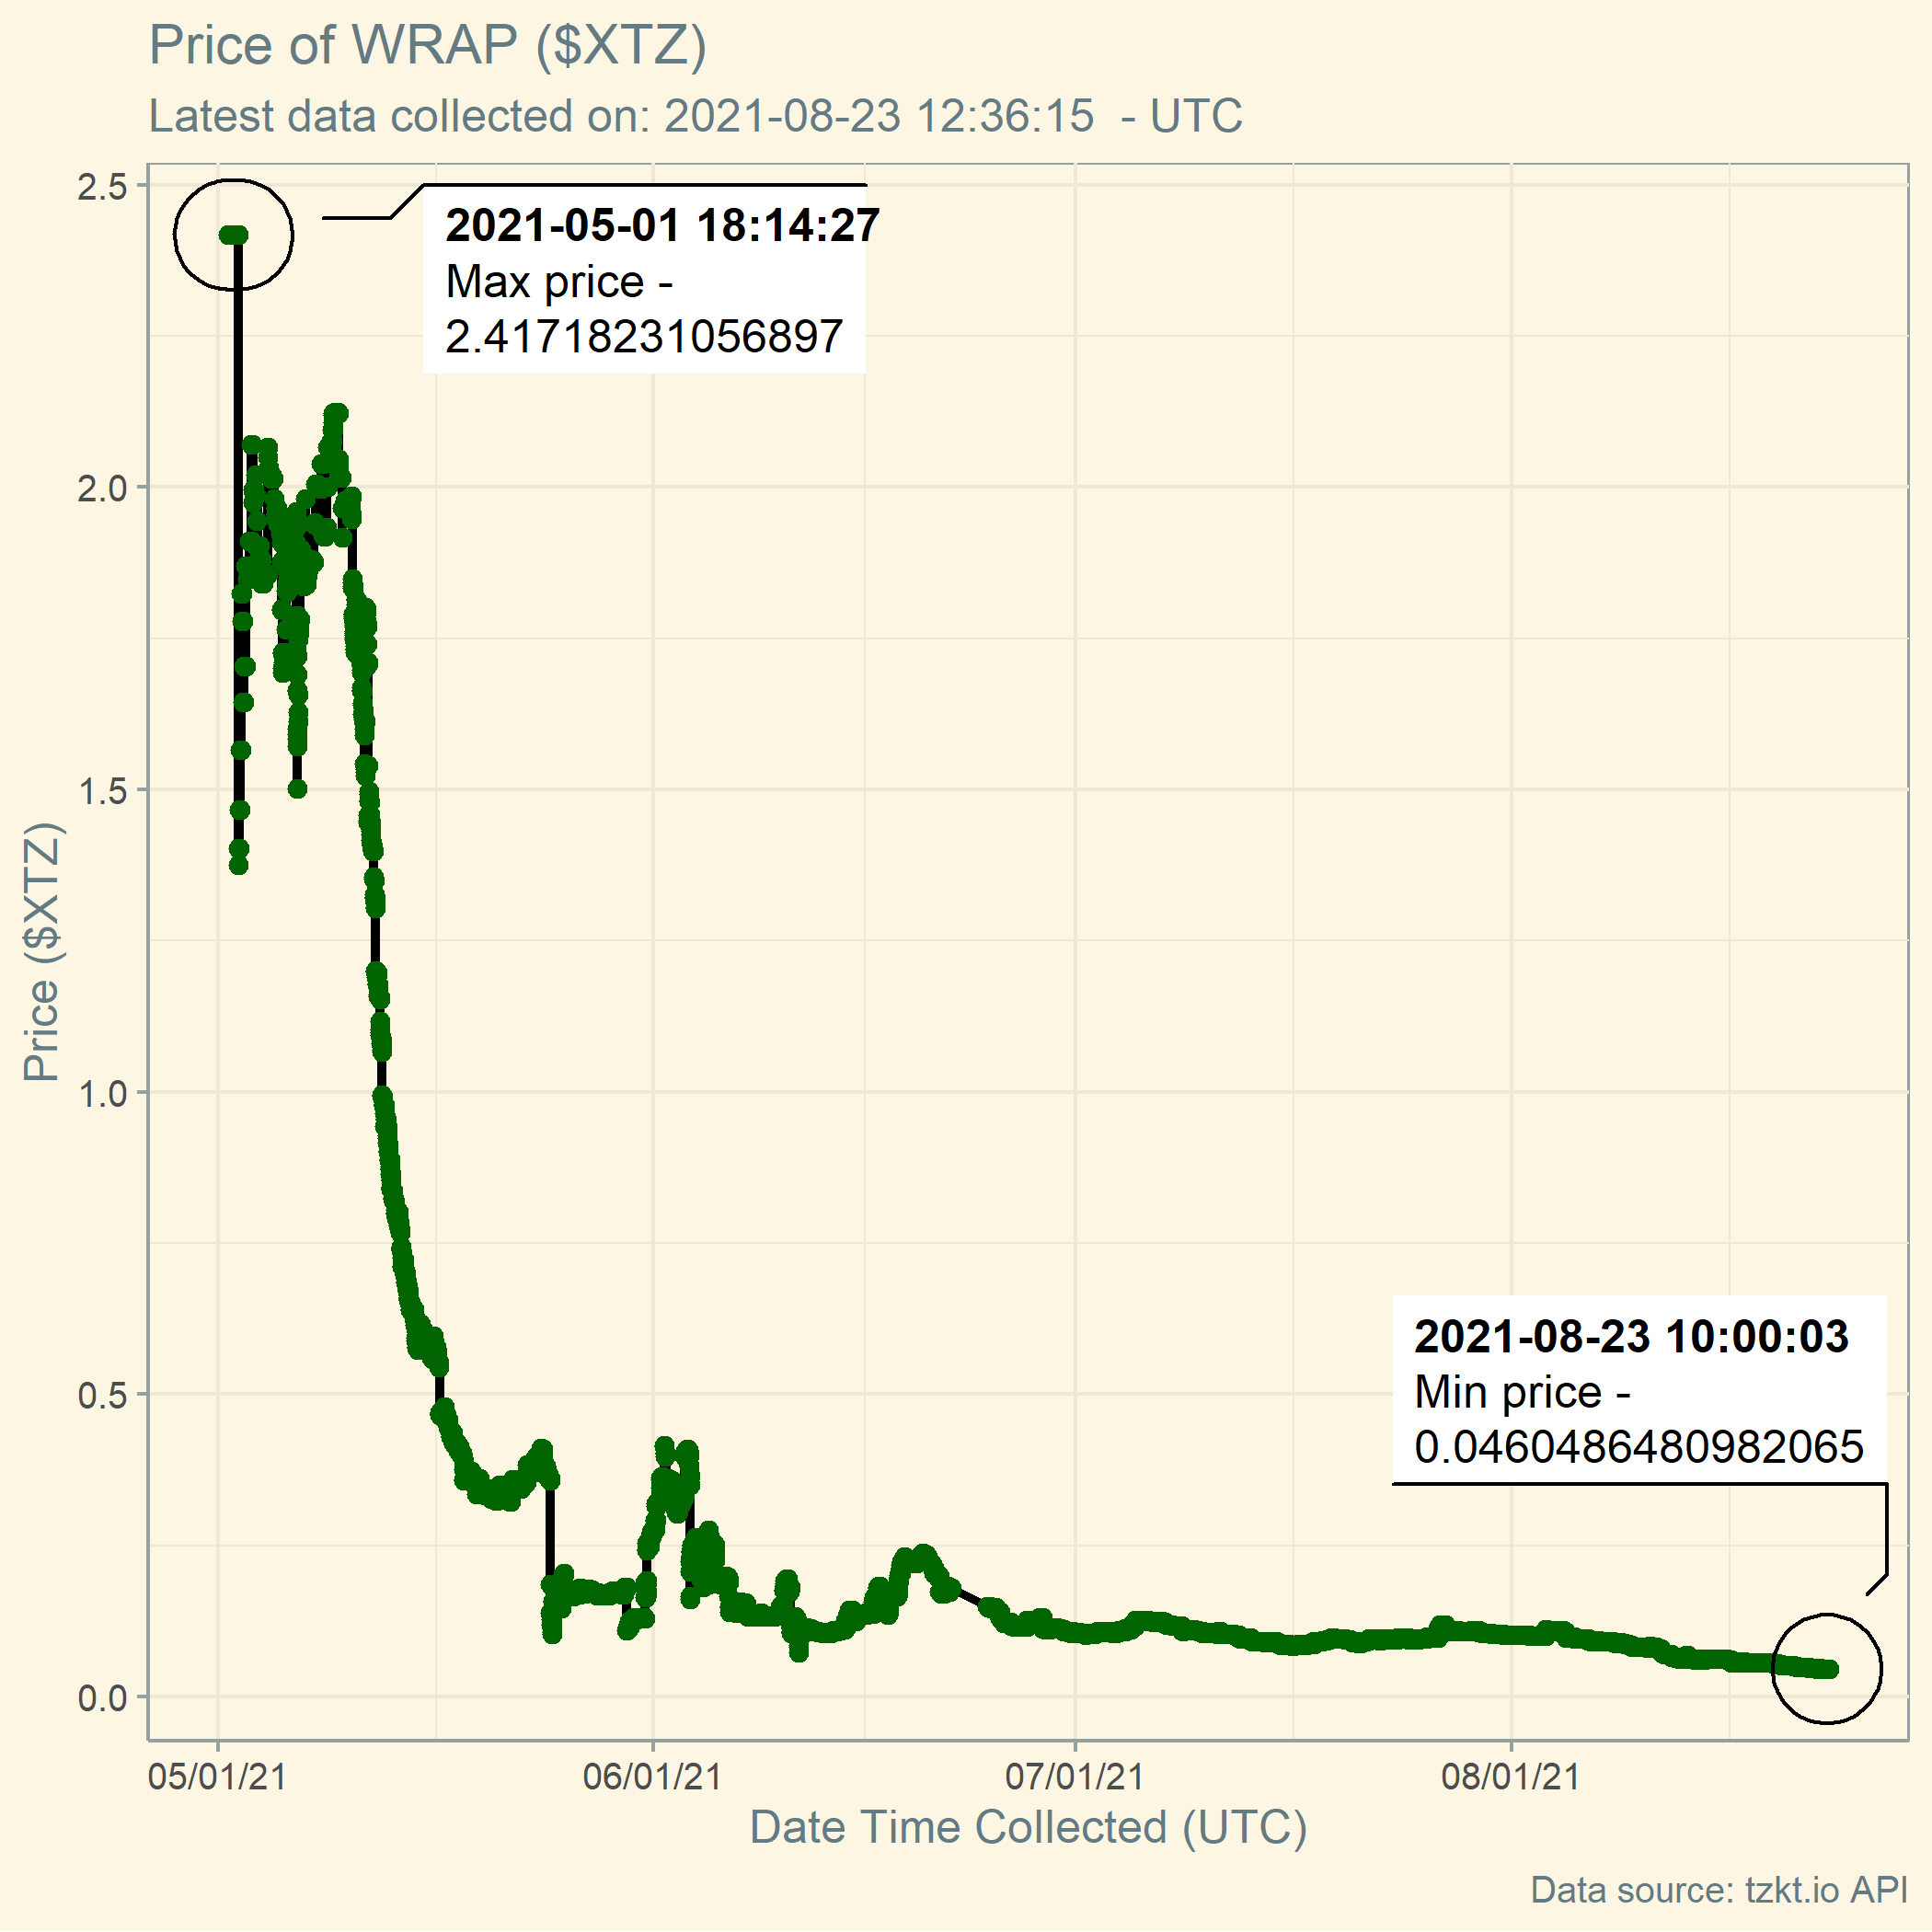 Price of WRAP ($XTZ)
Latest data collected on: 2021-08-23 12:36:15  - UTC
2.5
2021-05-01 18:14:27
Max price -
2.41718231056897
2.0
1.5
Price ($XTZ)
1.0
2021-08-23 10:00:03
Min price -
0.0460486480982065
0.5
0.0
05/01/21 06/01/21 07/01/21 08/01/21
Date Time Collected (UTC)
Data source: tzkt.io API